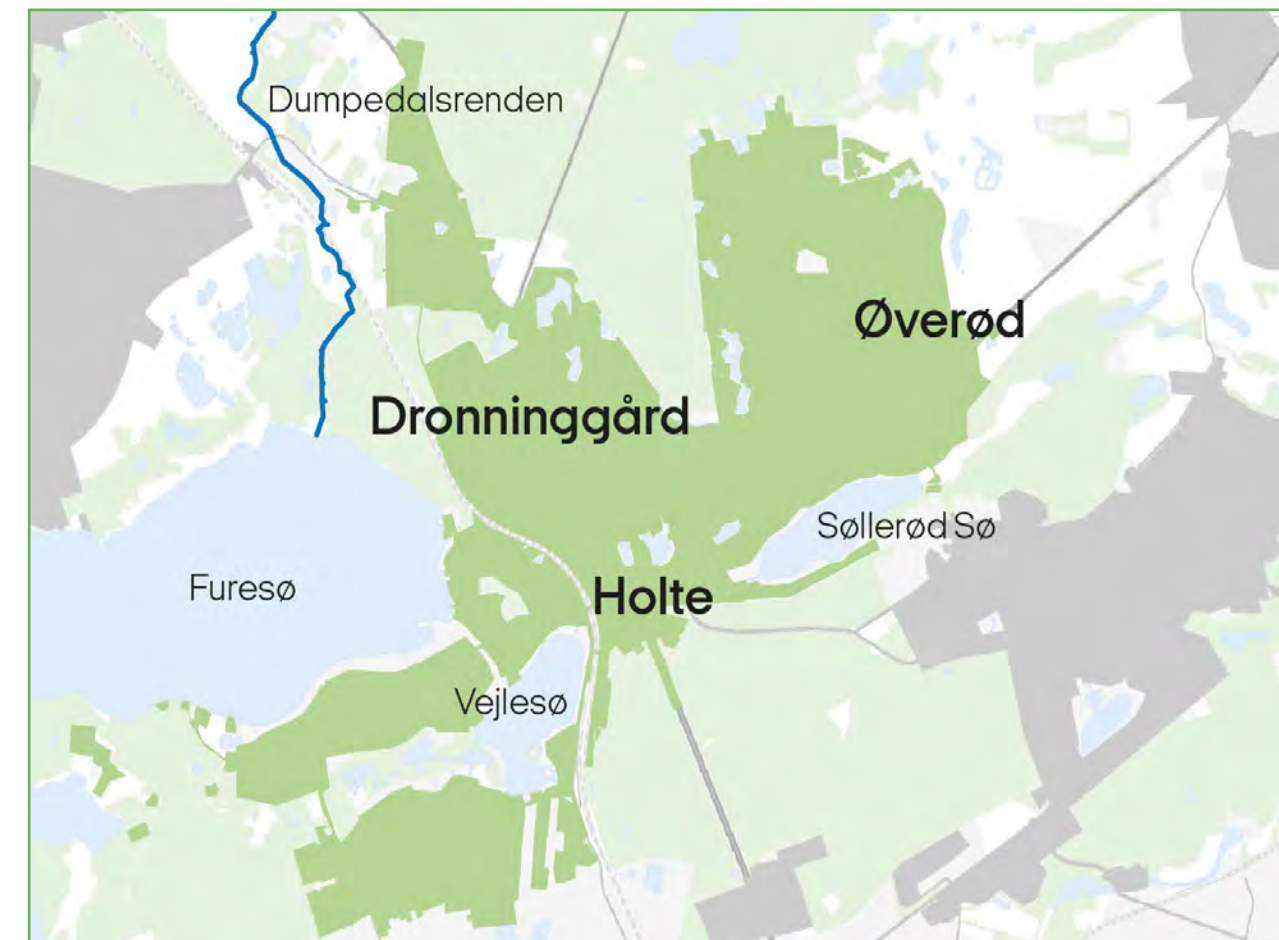 Dumpedalsrenden
Øverød
Dronninggård
Søllerød Sø
Furesø
Holte
Vejlesø